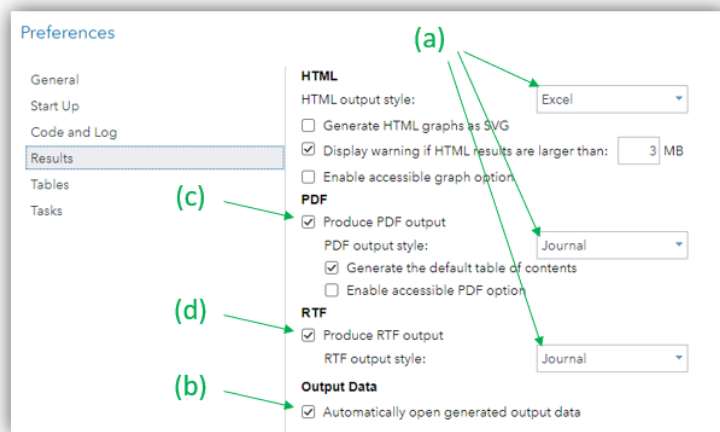 Preferences
(a)
General
Start Up
Code and Log
Results
Tables
Tasks
HTML
HTML output style: Excel
Generate HTML graphs as SVG
Display warning if HTML results are larger than: 3 MB
Enable accessible graph option
(c)
PDF
Produce PDF output
PDF output style: Journal
Generate the default table of contents
Enable accessible PDF option
(d)
RTF
Produce RTF output
RTF output style: Journal
(b)
Output Data
Automatically open generated output data